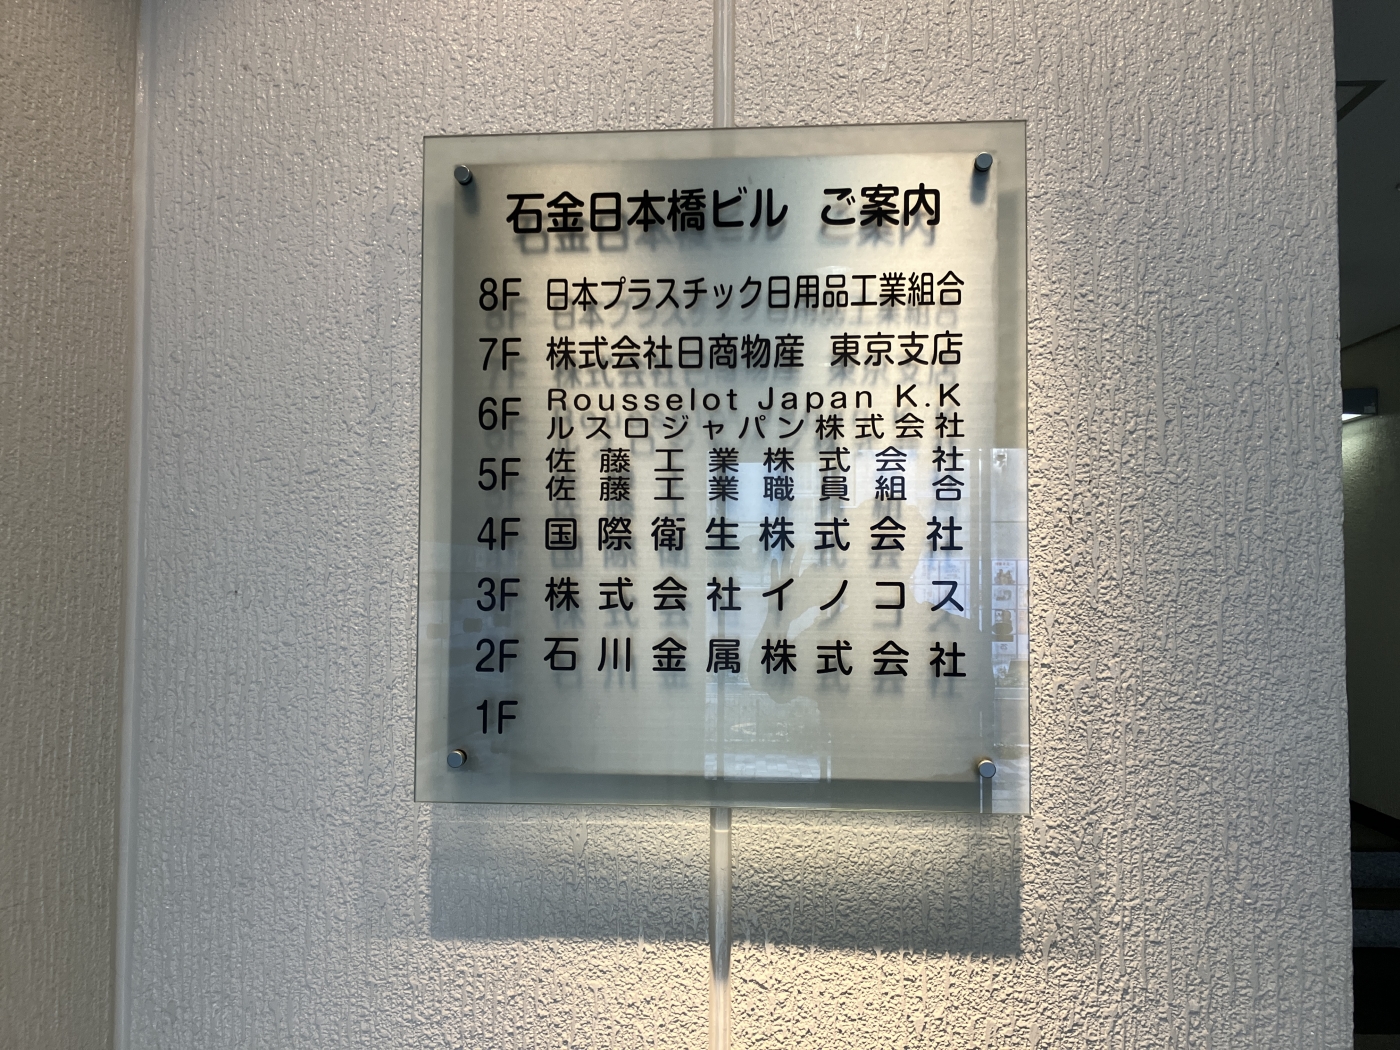 石金日本橋ビル ご案内
8F 日本プラスチック日用品工業組合
7F 株式会社日商物産 東京支店
6F Rousselot Japan K.K
ルスロジャパン株式会社
5F 佐藤工業株式会社
佐藤工業職員組合
4F 国際衛生株式会社
3F 株式会社イノコス
2F 石川金属株式会社
1F